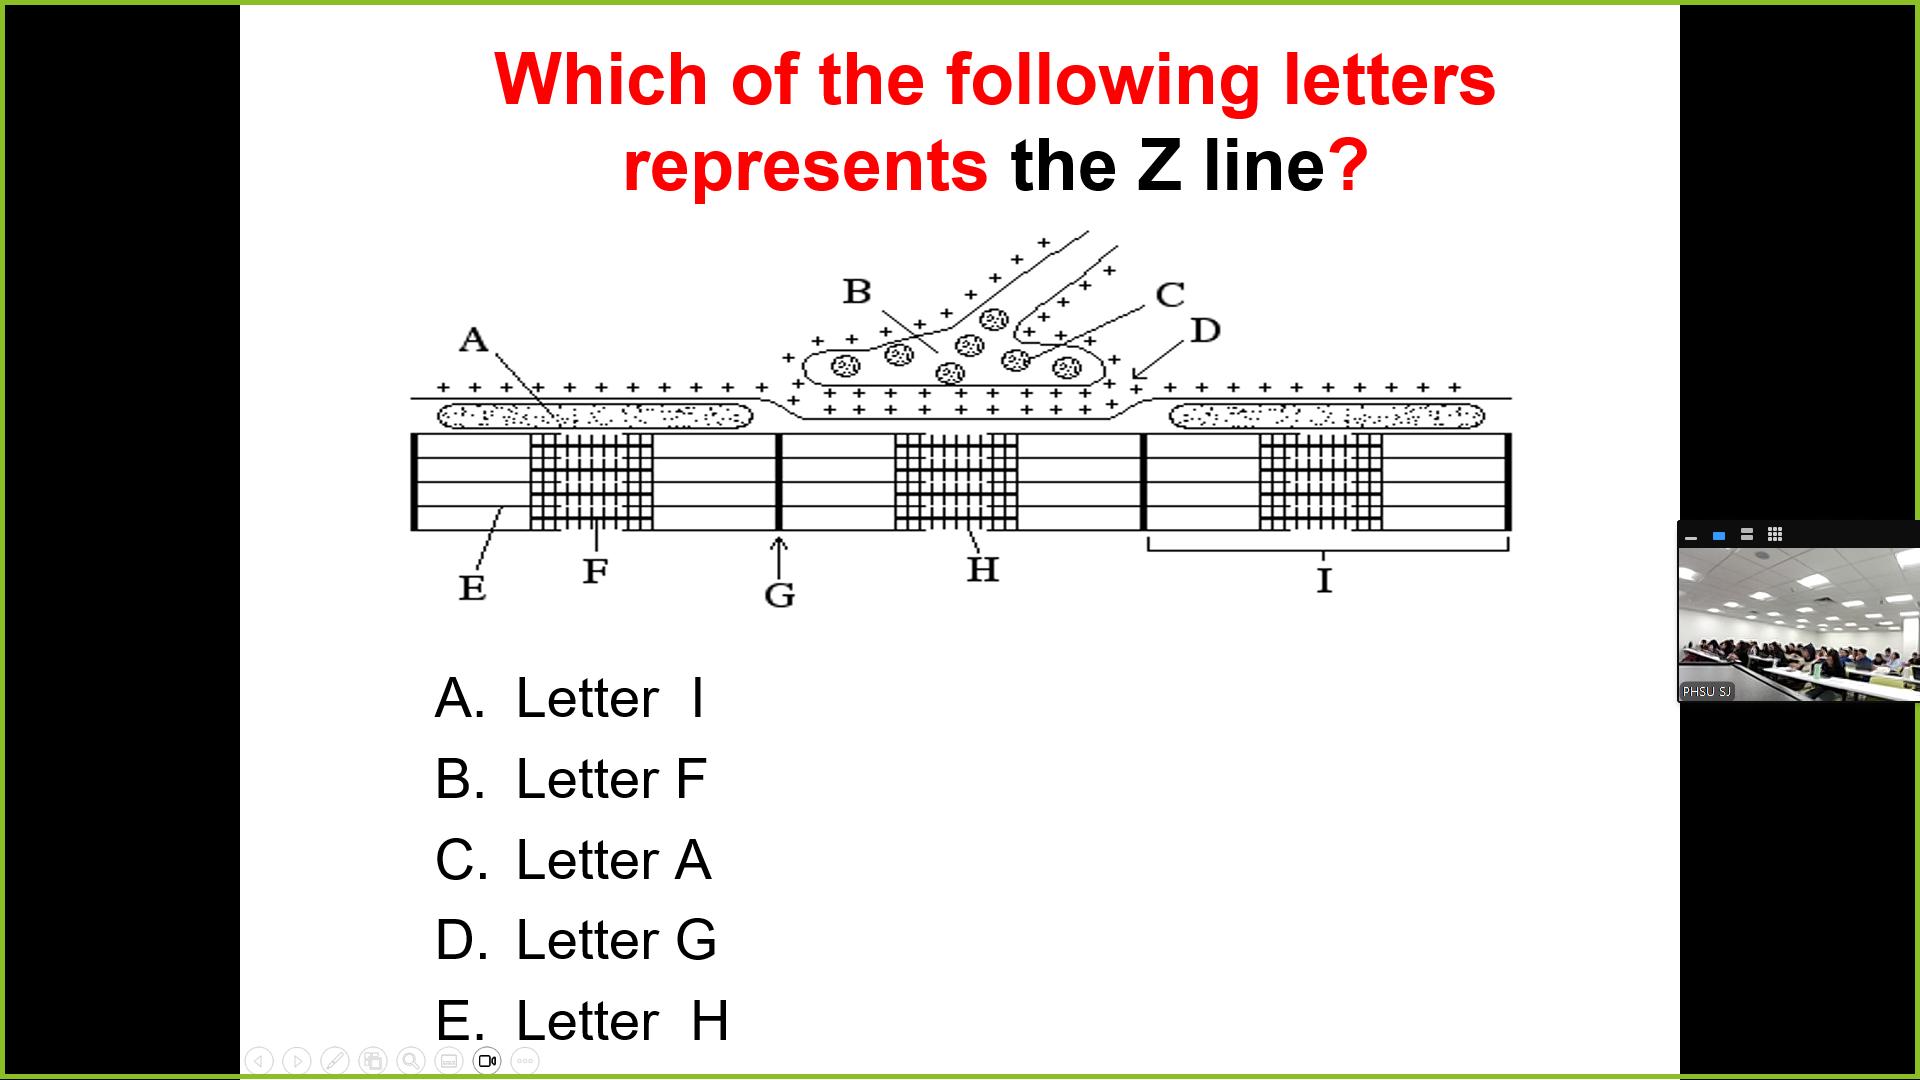 Which of the following letters
represents the Z line?
B
C
A
D
E
F
G
H
I
A. Letter I
B. Letter F
C. Letter A
D. Letter G
E. Letter H
PHSU SJ